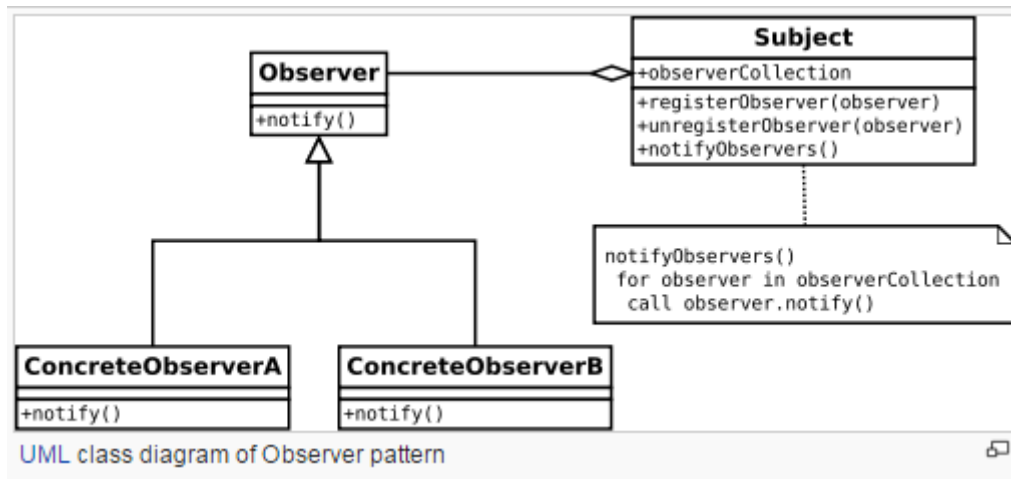 Observer
+notify()
Subject
+observerCollection
+registerObserver(observer)
+unregisterObserver(observer)
+notifyObservers()
notifyObservers()
for observer in observerCollection
call observer.notify()
ConcreteObserverA
+notify()
ConcreteObserverB
+notify()
UML class diagram of Observer pattern